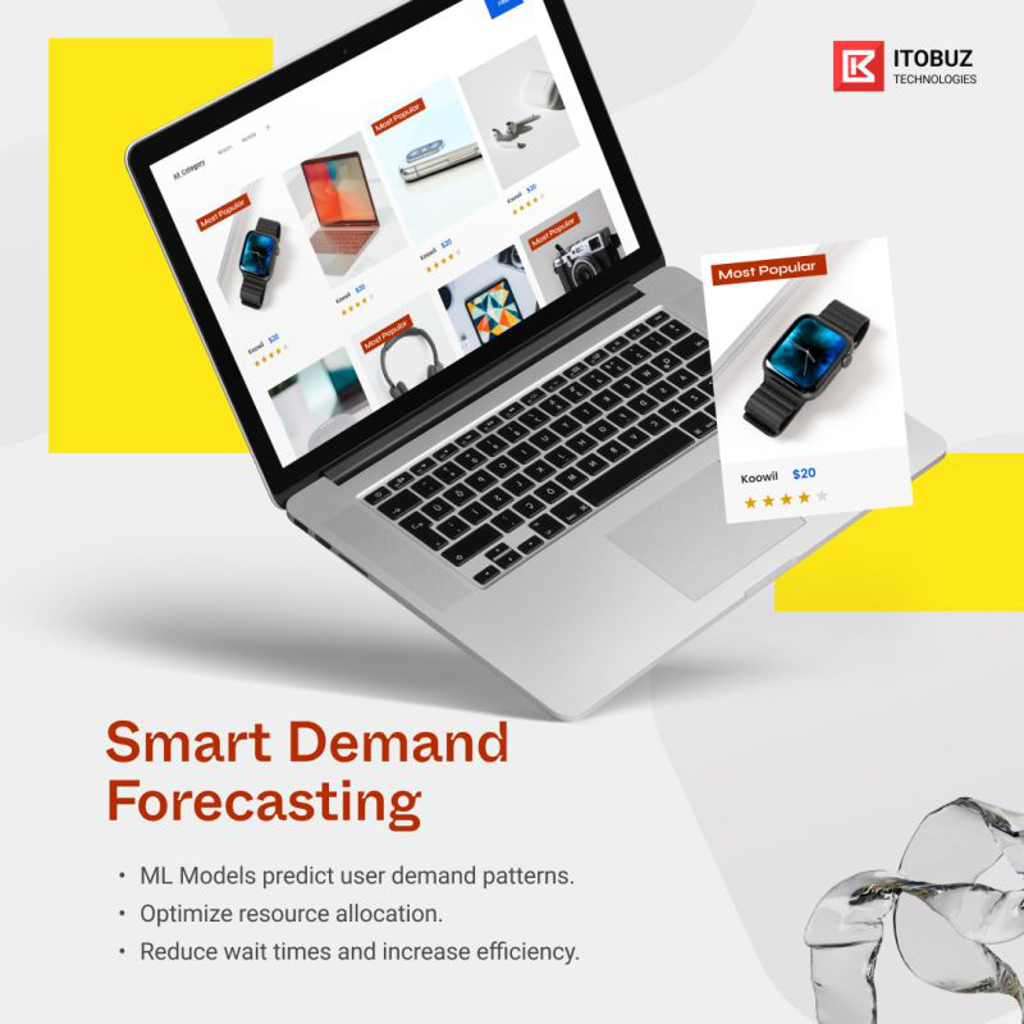 ITOBUZ
TECHNOLOGIES
All Category
Most Popular
Koowil $20
Koowil $20
Most Popular
Koowil $20
Koowil $20
Most Popular
Most Popular
Most Popular
Koowil $20
Smart Demand
Forecasting
• ML Models predict user demand patterns.
• Optimize resource allocation.
• Reduce wait times and increase efficiency.